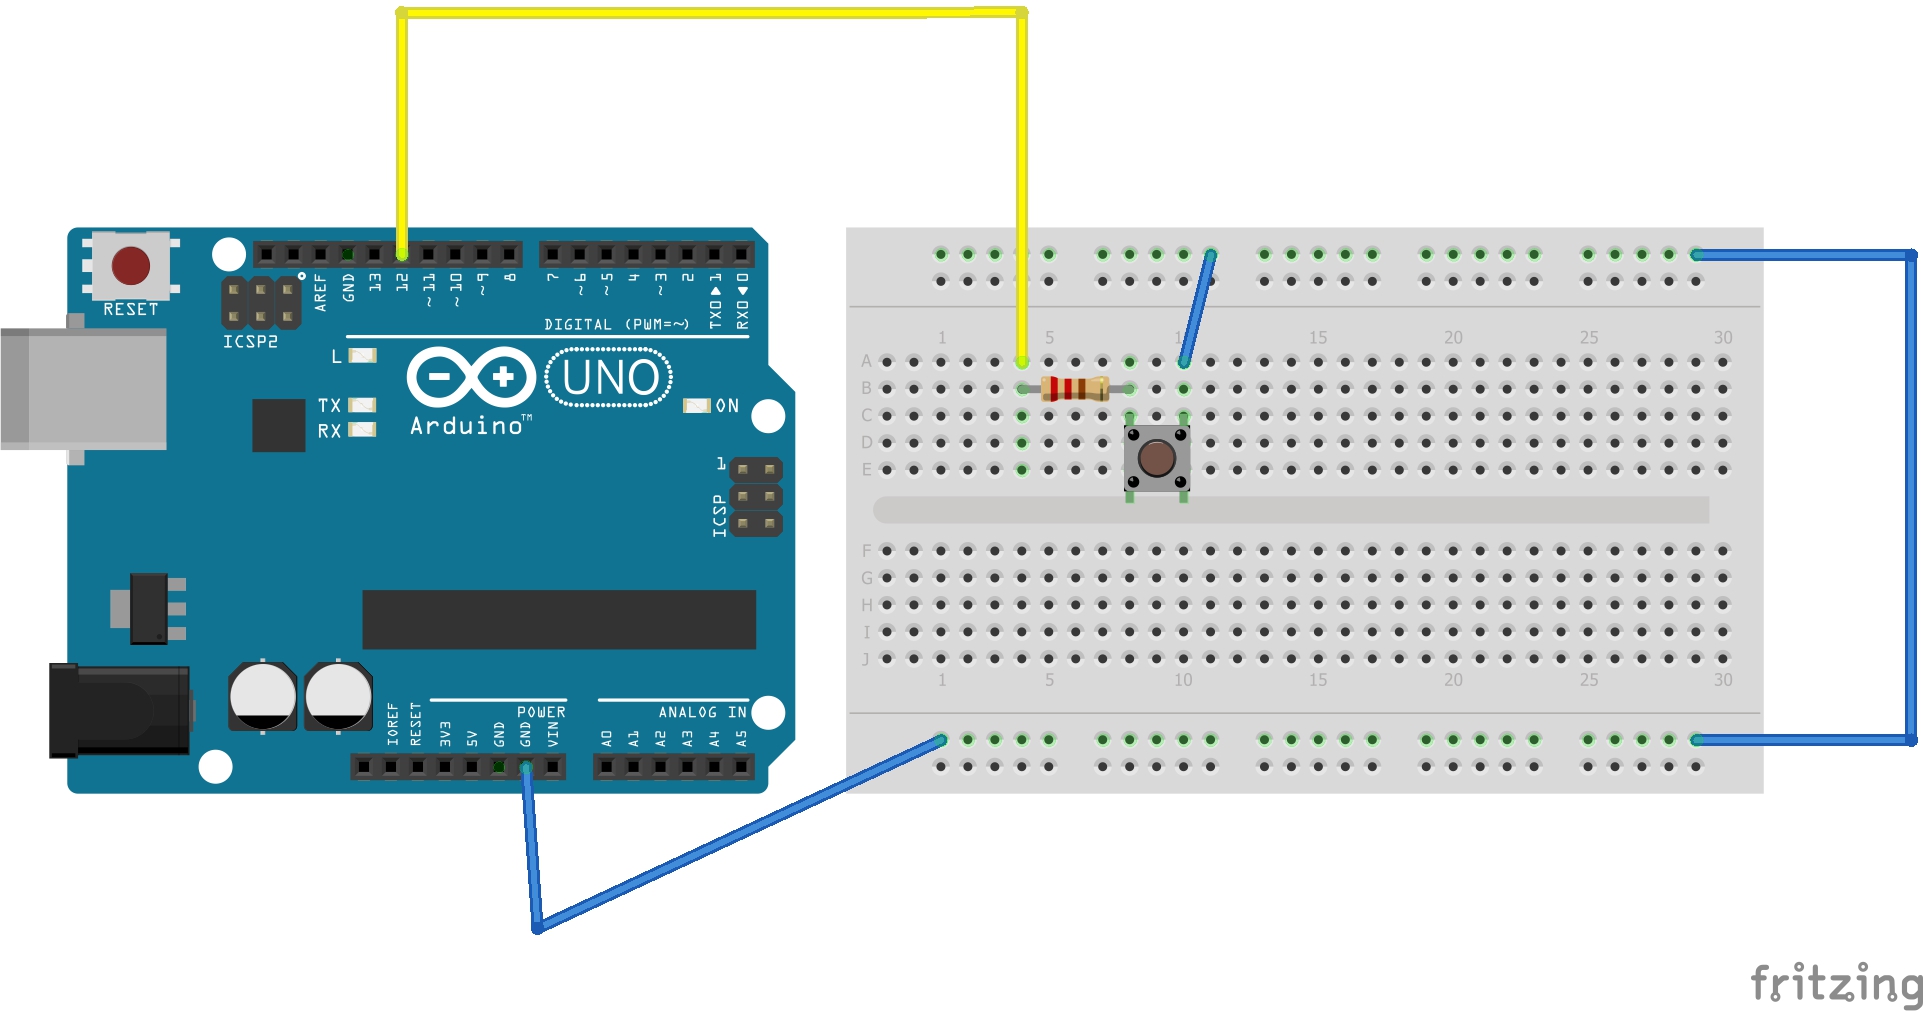 RESET
ICSP2
AREF
GND
13
12
~11
~10
~9
8
7
~6
~5
4
~3
2
TX0▶1
RX0◀0
DIGITAL (PWM=~)
L
TX
RX
UNO
Arduino™
ON
1
ICSP
POWER
ANALOG IN
IOREF
RESET
3V3
5V
GND
GND
VIN
A0
A1
A2
A3
A4
A5
1 5 15 20 25 30
A
B
C
D
E
F
G
H
I
J
1 5 10 15 20 25 30
fritzing